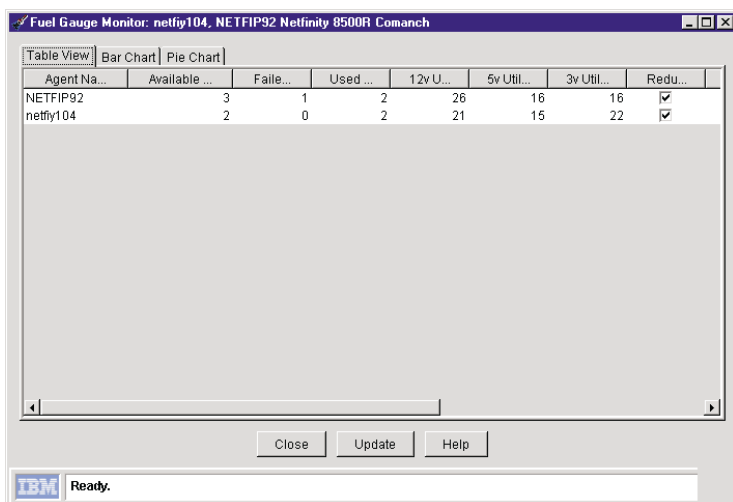 Fuel Gauge Monitor: netfiy104, NETFIP92 Netfinity 8500R Comanch
Table View Bar Chart Pie Chart
Agent Na... Available ... Faile... Used ... 12v U... 5v Util... 3v Util... Redu...
NETFIP92 3 1 2 26 16 16
netfiy104 2 0 2 21 15 22
Close Update Help
IBM Ready.